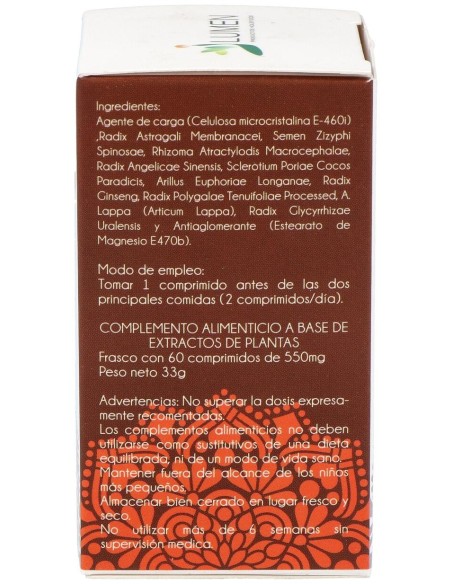 LUMEN
Ingredientes:
Agente de carga (Celulosa microcristalina E-460i)
,Radix Astragali Membranacei, Semen Zizyphi
Spinosae, Rhizoma Atractylodis Macrocephalae,
Radix Angelicae Sinensis, Sclerotium Poriae Cocos
Paradicis, Arillus Euphoriae Longanae, Radix
Ginseng, Radix Polygalae Tenuifoliae Processed, A.
Lappa (Articum Lappa), Radix Glycyrrhizae
Uralensis y Antiaglomerante (Estearato de
Magnesio E470b).
Modo de empleo:
Tomar 1 comprimido antes de las dos
principales comidas (2 comprimidos/día).
COMPLEMENTO ALIMENTICIO A BASE DE
EXTRACTOS DE PLANTAS
Frasco con 60 comprimidos de 550mg
Peso neto 33g
Advertencias: No superar la dosis expresa-
mente recomentadas.
Los complementos alimenticios no deben
utilizarse como sustitutivos de una dieta
equilibrada, ni de un modo de vida sano.
Mantener fuera del alcance de los niños
más pequeños.
Almacenar bien cerrado en lugar fresco y
seco.
No utilizar más de 6 semanas sin
supervisión medica.